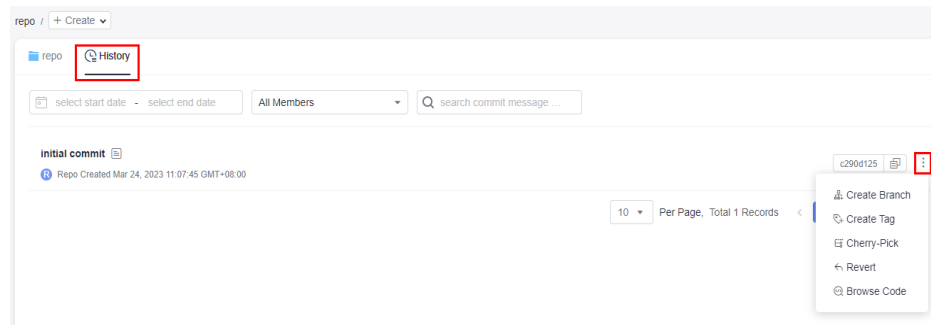 repo / + Create
repo History
select start date - select end date All Members search commit message ...
initial commit
R Repo Created Mar 24, 2023 11:07:45 GMT+08:00
c290d125
10 Per Page, Total 1 Records <
Create Branch
Create Tag
Cherry-Pick
Revert
Browse Code